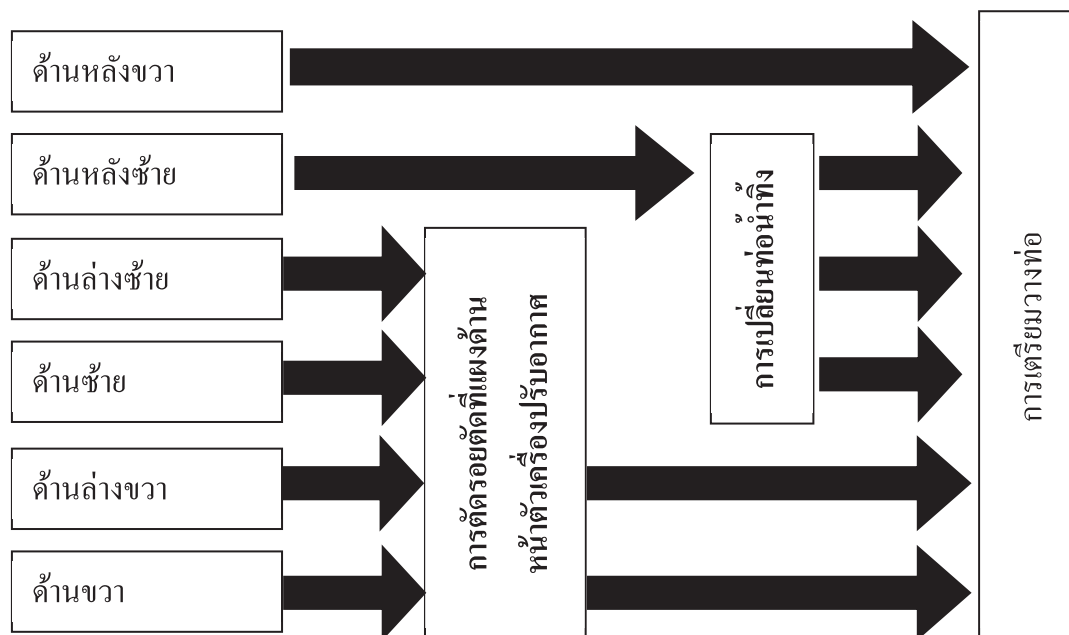 ด้านหลังขวา
ด้านหลังซ้าย
ด้านล่างซ้าย
ด้านซ้าย
ด้านล่างขวา
ด้านขวา
การตัดรอยตัดที่แผงด้าน
หน้าตัวเครื่องปรับอากาศ
การเปลี่ยนท่อน้ำทิ้ง
การเตรียมวางท่อ